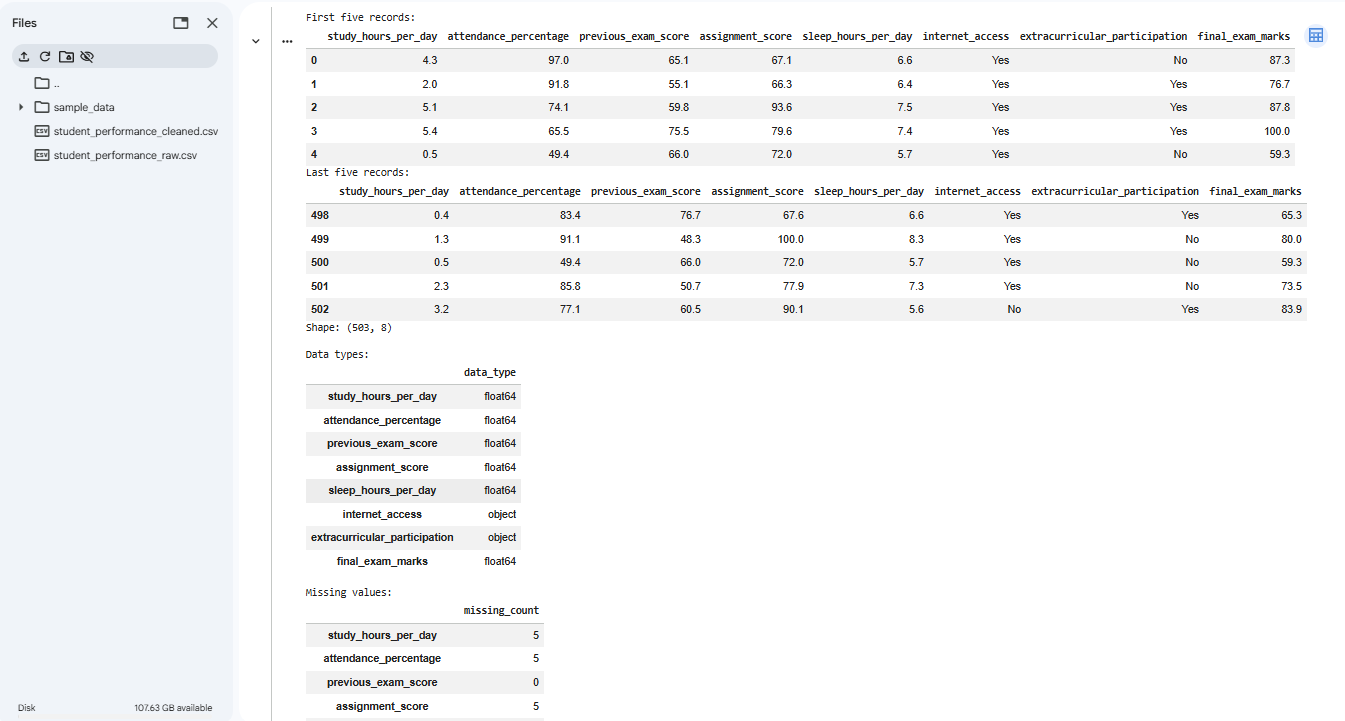 Files
..
sample_data
student_performance_cleaned.csv
student_performance_raw.csv
Disk 107.63 GB available
First five records:
study_hours_per_day attendance_percentage previous_exam_score assignment_score sleep_hours_per_day internet_access extracurricular_participation final_exam_marks
0 4.3 97.0 65.1 67.1 6.6 Yes No 87.3
1 2.0 91.8 55.1 66.3 6.4 Yes Yes 76.7
2 5.1 74.1 59.8 93.6 7.5 Yes Yes 87.8
3 5.4 65.5 75.5 79.6 7.4 Yes Yes 100.0
4 0.5 49.4 66.0 72.0 5.7 Yes No 59.3
Last five records:
study_hours_per_day attendance_percentage previous_exam_score assignment_score sleep_hours_per_day internet_access extracurricular_participation final_exam_marks
498 0.4 83.4 76.7 67.6 6.6 Yes Yes 65.3
499 1.3 91.1 48.3 100.0 8.3 Yes No 80.0
500 0.5 49.4 66.0 72.0 5.7 Yes No 59.3
501 2.3 85.8 50.7 77.9 7.3 Yes No 73.5
502 3.2 77.1 60.5 90.1 5.6 No Yes 83.9
Shape: (503, 8)
Data types:
data_type
study_hours_per_day float64
attendance_percentage float64
previous_exam_score float64
assignment_score float64
sleep_hours_per_day float64
internet_access object
extracurricular_participation object
final_exam_marks float64
Missing values:
missing_count
study_hours_per_day 5
attendance_percentage 5
previous_exam_score 0
assignment_score 5